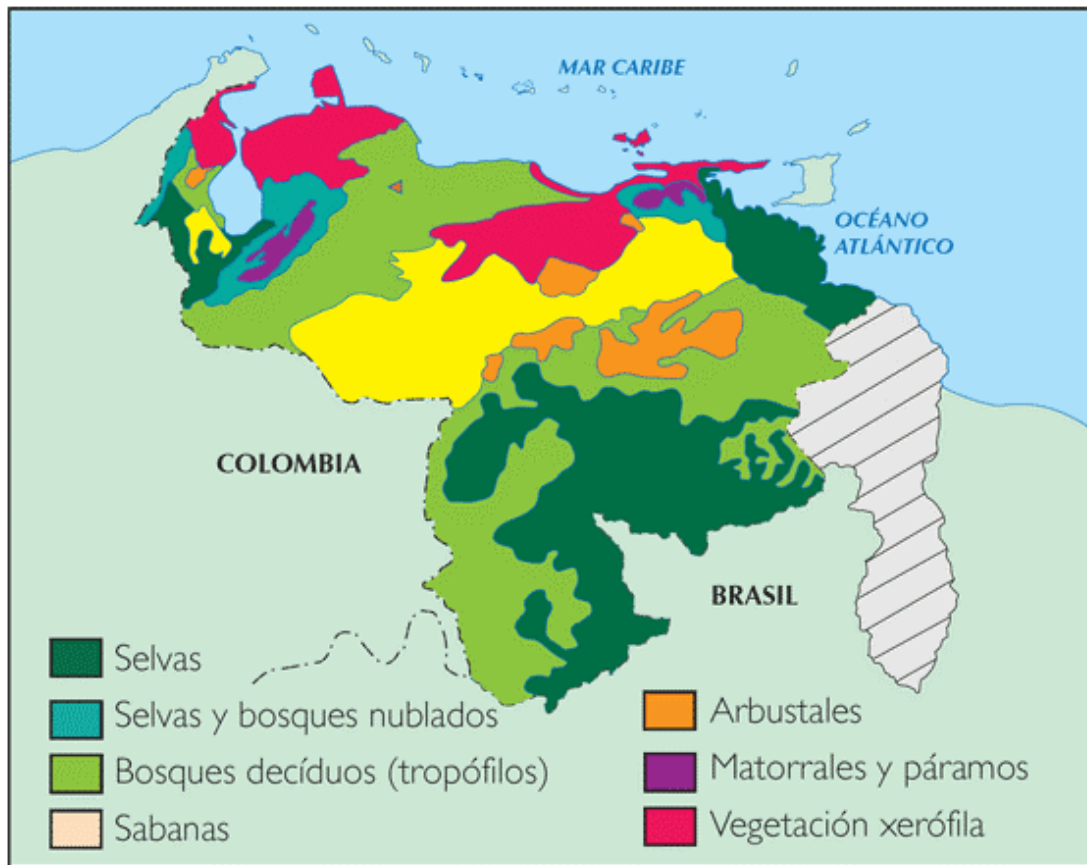 MAR CARIBE
OCÉANO
ATLÁNTICO
COLOMBIA
BRASIL
Selvas
Selvas y bosques nublados
Bosques decíduos (tropófilos)
Sabanas
Arbustales
Matorrales y páramos
Vegetación xerófila